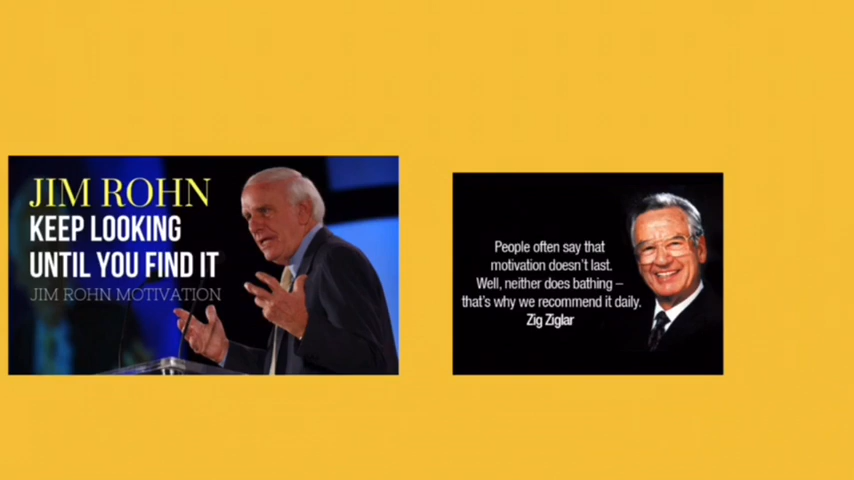 JIM ROHN
KEEP LOOKING
UNTIL YOU FIND IT
JIM ROHN MOTIVATION
People often say that
motivation doesn't last.
Well, neither does bathing –
that's why we recommend it daily.
Zig Ziglar